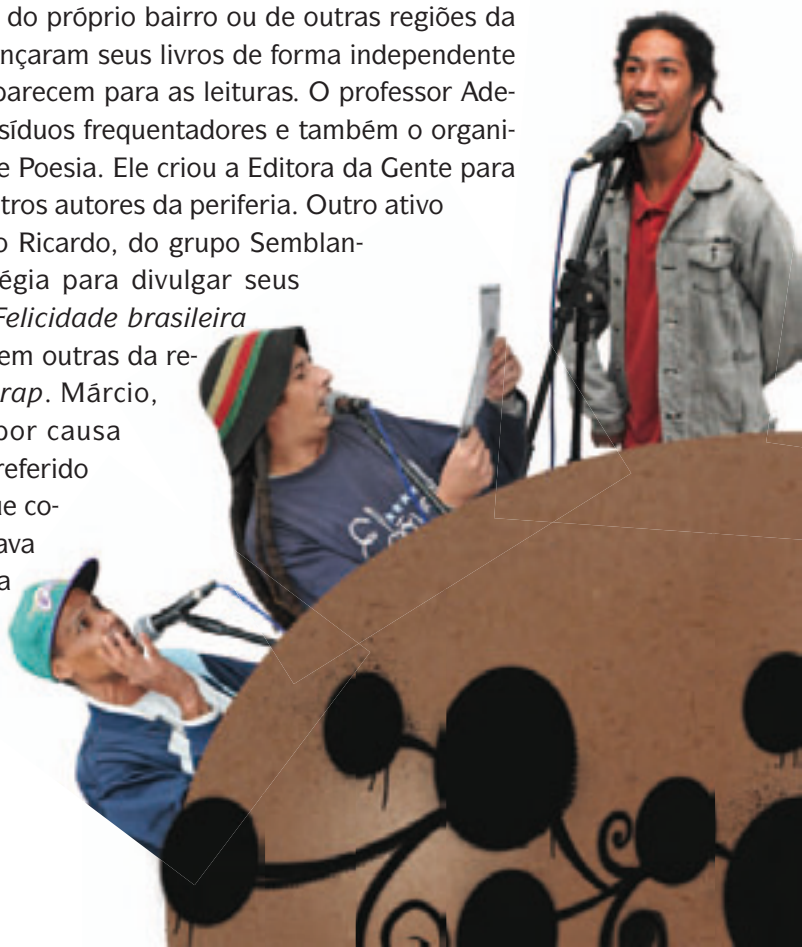 do próprio bairro ou de outras regiões da
nçaram seus livros de forma independente
parecem para as leituras. O professor Ade-
síduos frequentadores e também o organi-
e Poesia. Ele criou a Editora da Gente para
tros autores da periferia. Outro ativo
o Ricardo, do grupo Semblan-
égia para divulgar seus
Felicidade brasileira
em outras da re-
rap. Márcio,
por causa
referido
ue co-
ava
a